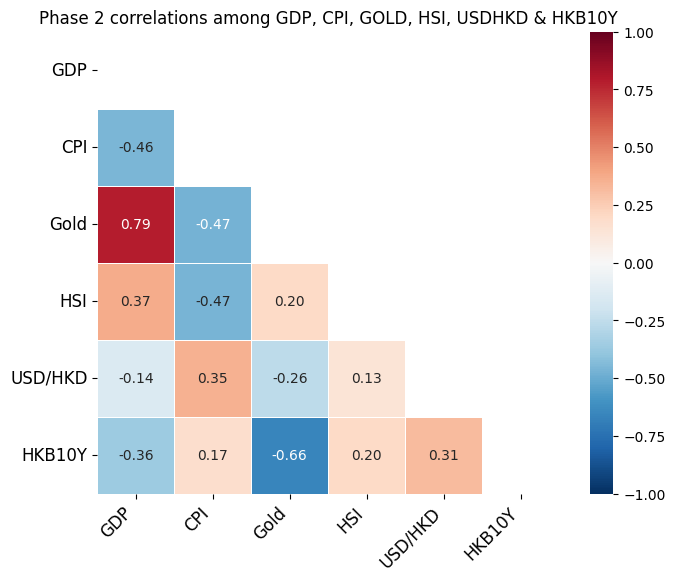 Phase 2 correlations among GDP, CPI, GOLD, HSI, USDHKD & HKB10Y
GDP
CPI -0.46
Gold 0.79 -0.47
HSI 0.37 -0.47 0.20
USD/HKD -0.14 0.35 -0.26 0.13
HKB10Y -0.36 0.17 -0.66 0.20 0.31
GDP CPI Gold HSI USD/HKD HKB10Y
1.00
0.75
0.50
0.25
0.00
−0.25
−0.50
−0.75
−1.00